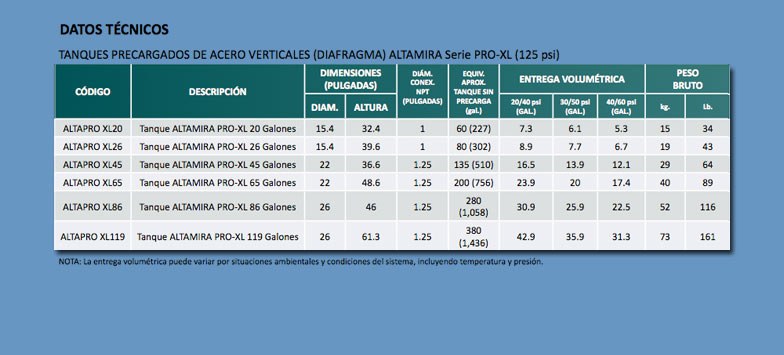 DATOS TÉCNICOS
TANQUES PRECARGADOS DE ACERO VERTICALES (DIAFRAGMA) ALTAMIRA Serie PRO-XL (125 psi)
CÓDIGO DESCRIPCIÓN DIMENSIONES (PULGADAS) DIÁM. CONEX. NPT (PULGADAS) EQUIV. APROX. TANQUE SIN PRECARGA (gal.) ENTREGA VOLUMÉTRICA PESO BRUTO
DIAM. ALTURA 20/40 psi (GAL.) 30/50 psi (GAL.) 40/60 psi (GAL.) kg. Lb.
ALTAPRO XL20 Tanque ALTAMIRA PRO-XL 20 Galones 15.4 32.4 1 60 (227) 7.3 6.1 5.3 15 34
ALTAPRO XL26 Tanque ALTAMIRA PRO-XL 26 Galones 15.4 39.6 1 80 (302) 8.9 7.7 6.7 19 43
ALTAPRO XL45 Tanque ALTAMIRA PRO-XL 45 Galones 22 36.6 1.25 135 (510) 16.5 13.9 12.1 29 64
ALTAPRO XL65 Tanque ALTAMIRA PRO-XL 65 Galones 22 48.6 1.25 200 (756) 23.9 20 17.4 40 89
ALTAPRO XL86 Tanque ALTAMIRA PRO-XL 86 Galones 26 46 1.25 280 (1,058) 30.9 25.9 22.5 52 116
ALTAPRO XL119 Tanque ALTAMIRA PRO-XL 119 Galones 26 61.3 1.25 380 (1,436) 42.9 35.9 31.3 73 161
NOTA: La entrega volumétrica puede variar por situaciones ambientales y condiciones del sistema, incluyendo temperatura y presión.